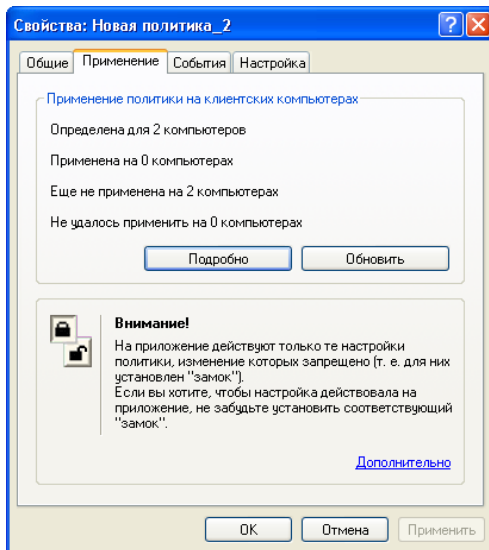 Свойства: Новая политика_2
Общие Применение События Настройка
Применение политики на клиентских компьютерах
Определена для 2 компьютеров
Применена на 0 компьютерах
Еще не применена на 2 компьютерах
Не удалось применить на 0 компьютерах
Подробно Обновить
Внимание!
На приложение действуют только те настройки
политики, изменение которых запрещено (т. е. для них
установлен "замок").
Если вы хотите, чтобы настройка действовала на
приложение, не забудьте установить соответствующий
"замок".
Дополнительно
OK Отмена Применить